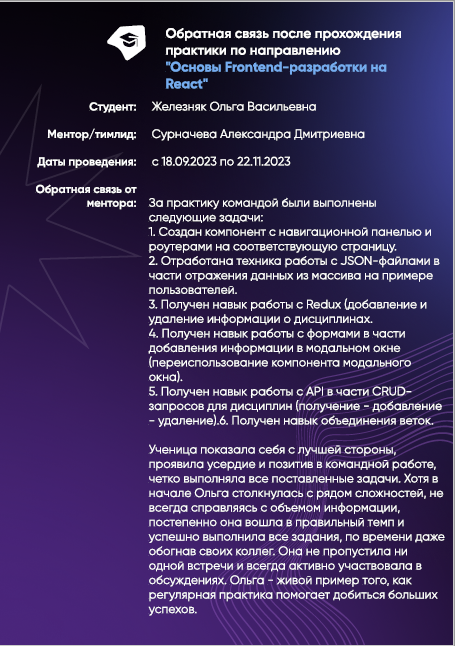 Обратная связь после прохождения
практики по направлению
"Основы Frontend-разработки на
React"
Студент: Железняк Ольга Васильевна
Ментор/тимлид: Сурначева Александра Дмитриевна
Даты проведения: с 18.09.2023 по 22.11.2023
Обратная связь от
ментора:
За практику командой были выполнены
следующие задачи:
1. Создан компонент с навигационной панелью и
роутерами на соответствующую страницу.
2. Отработана техника работы с JSON-файлами в
части отражения данных из массива на примере
пользователей.
3. Получен навык работы с Redux (добавление и
удаление информации о дисциплинах.
4. Получен навык работы с формами в части
добавления информации в модальном окне
(переиспользование компонента модального
окна).
5. Получен навык работы с API в части CRUD-
запросов для дисциплин (получение - добавление
- удаление).6. Получен навык объединения веток.
Ученица показала себя с лучшей стороны,
проявила усердие и позитив в командной работе,
четко выполняла все поставленные задачи. Хотя в
начале Ольга столкнулась с рядом сложностей, не
всегда справляясь с объемом информации,
постепенно она вошла в правильный темп и
успешно выполнила все задания, по времени даже
обогнав своих коллег. Она не пропустила ни
одной встречи и всегда активно участвовала в
обсуждениях. Ольга - живой пример того, как
регулярная практика помогает добиться больших
успехов.